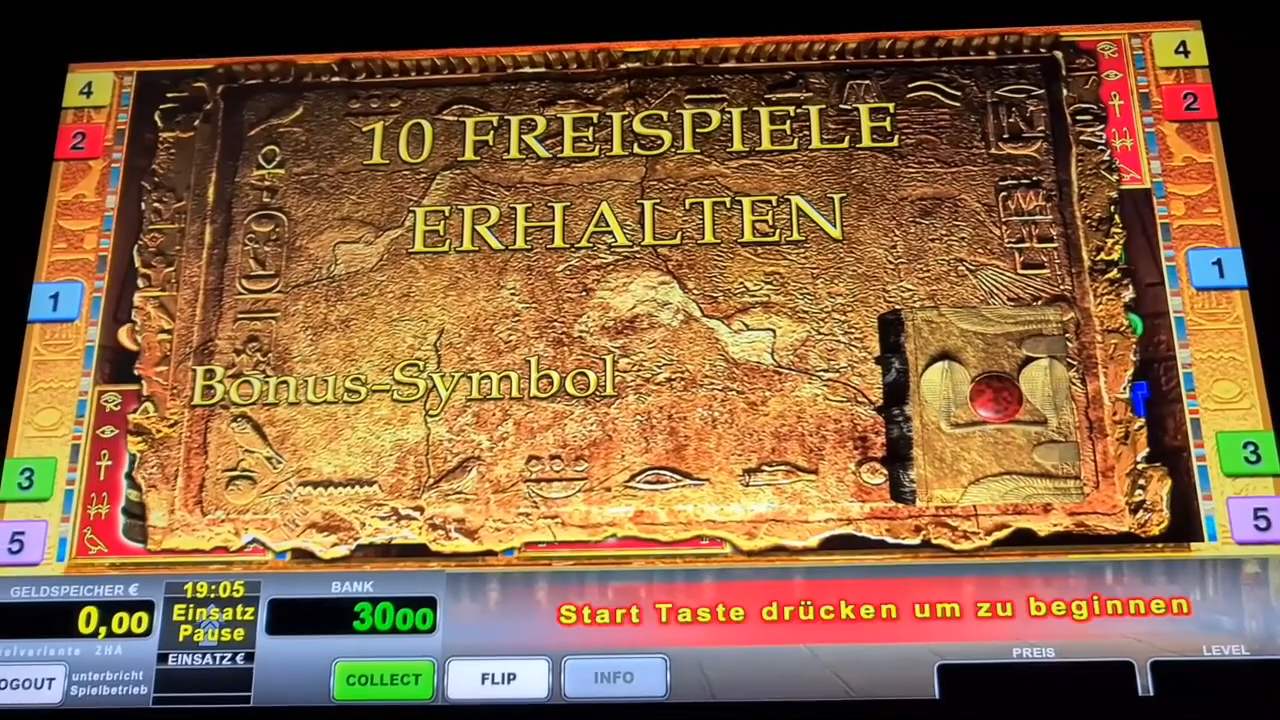 4
4
2
2
10 FREISPIELE
ERHALTEN
1
1
Bonus-Symbol
3
3
5
5
GELDSPEICHER €
0,00
19:05
Einsatz
Pause
EINSATZ €
BANK
3000
Start Taste drücken um zu beginnen
ielvariante 2HA
OGOUT
unterbricht
Spielbetrieb
COLLECT
FLIP
INFO
PREIS
LEVEL